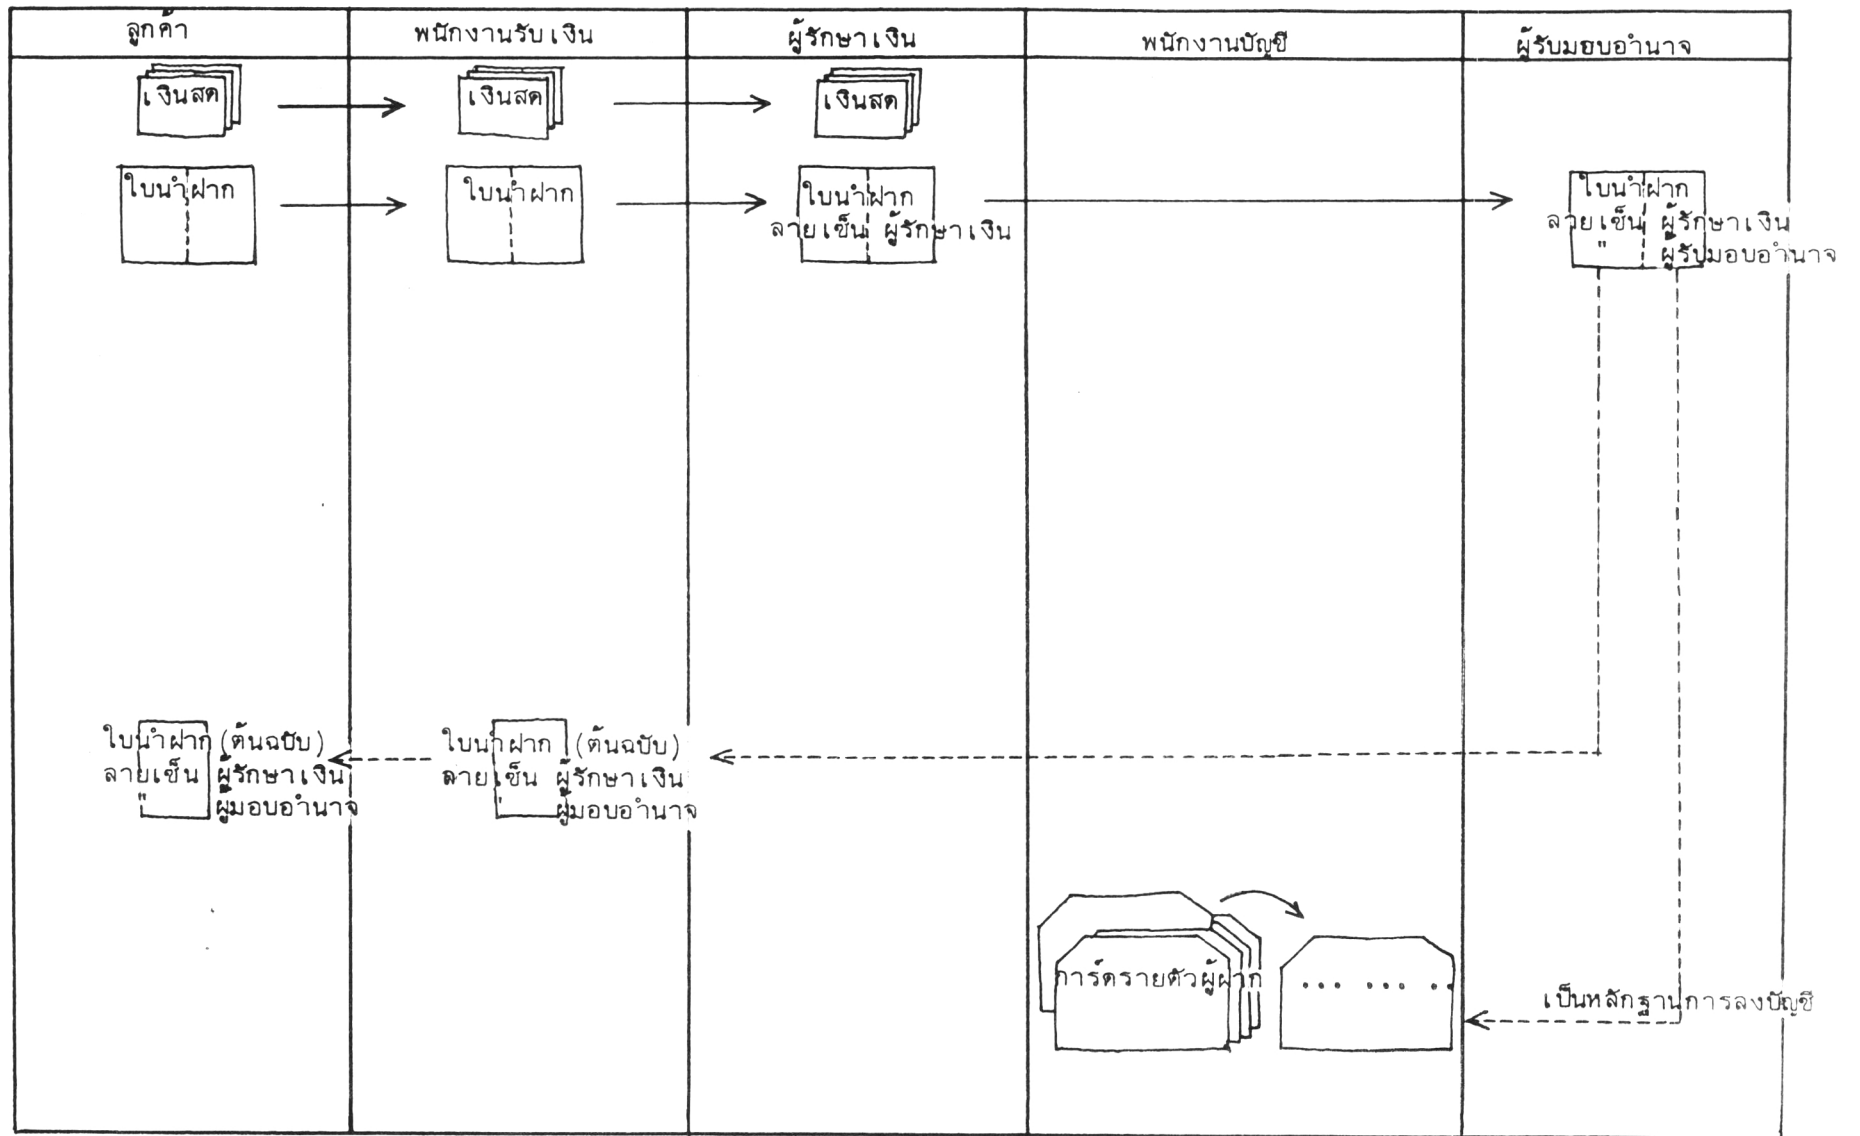 ลูกค้า
พนักงานรับเงิน
ผู้รักษาเงิน
พนักงานบัญชี
ผู้รับมอบอำนาจ
เงินสด
เงินสด
เงินสด
ใบนำฝาก
ใบนำฝาก
ใบนำฝาก
ลายเซ็น ผู้รักษาเงิน
ใบนำฝาก
ลายเซ็น ผู้รักษาเงิน
" ผู้รับมอบอำนาจ
ใบนำฝาก (ต้นฉบับ)
ลายเซ็น ผู้รักษาเงิน
" ผู้มอบอำนาจ
ใบนำฝาก (ต้นฉบับ)
ลายเซ็น ผู้รักษาเงิน
" ผู้มอบอำนาจ
การ์ดรายตัวผู้ฝาก
... ... ..
เป็นหลักฐานการลงบัญชี